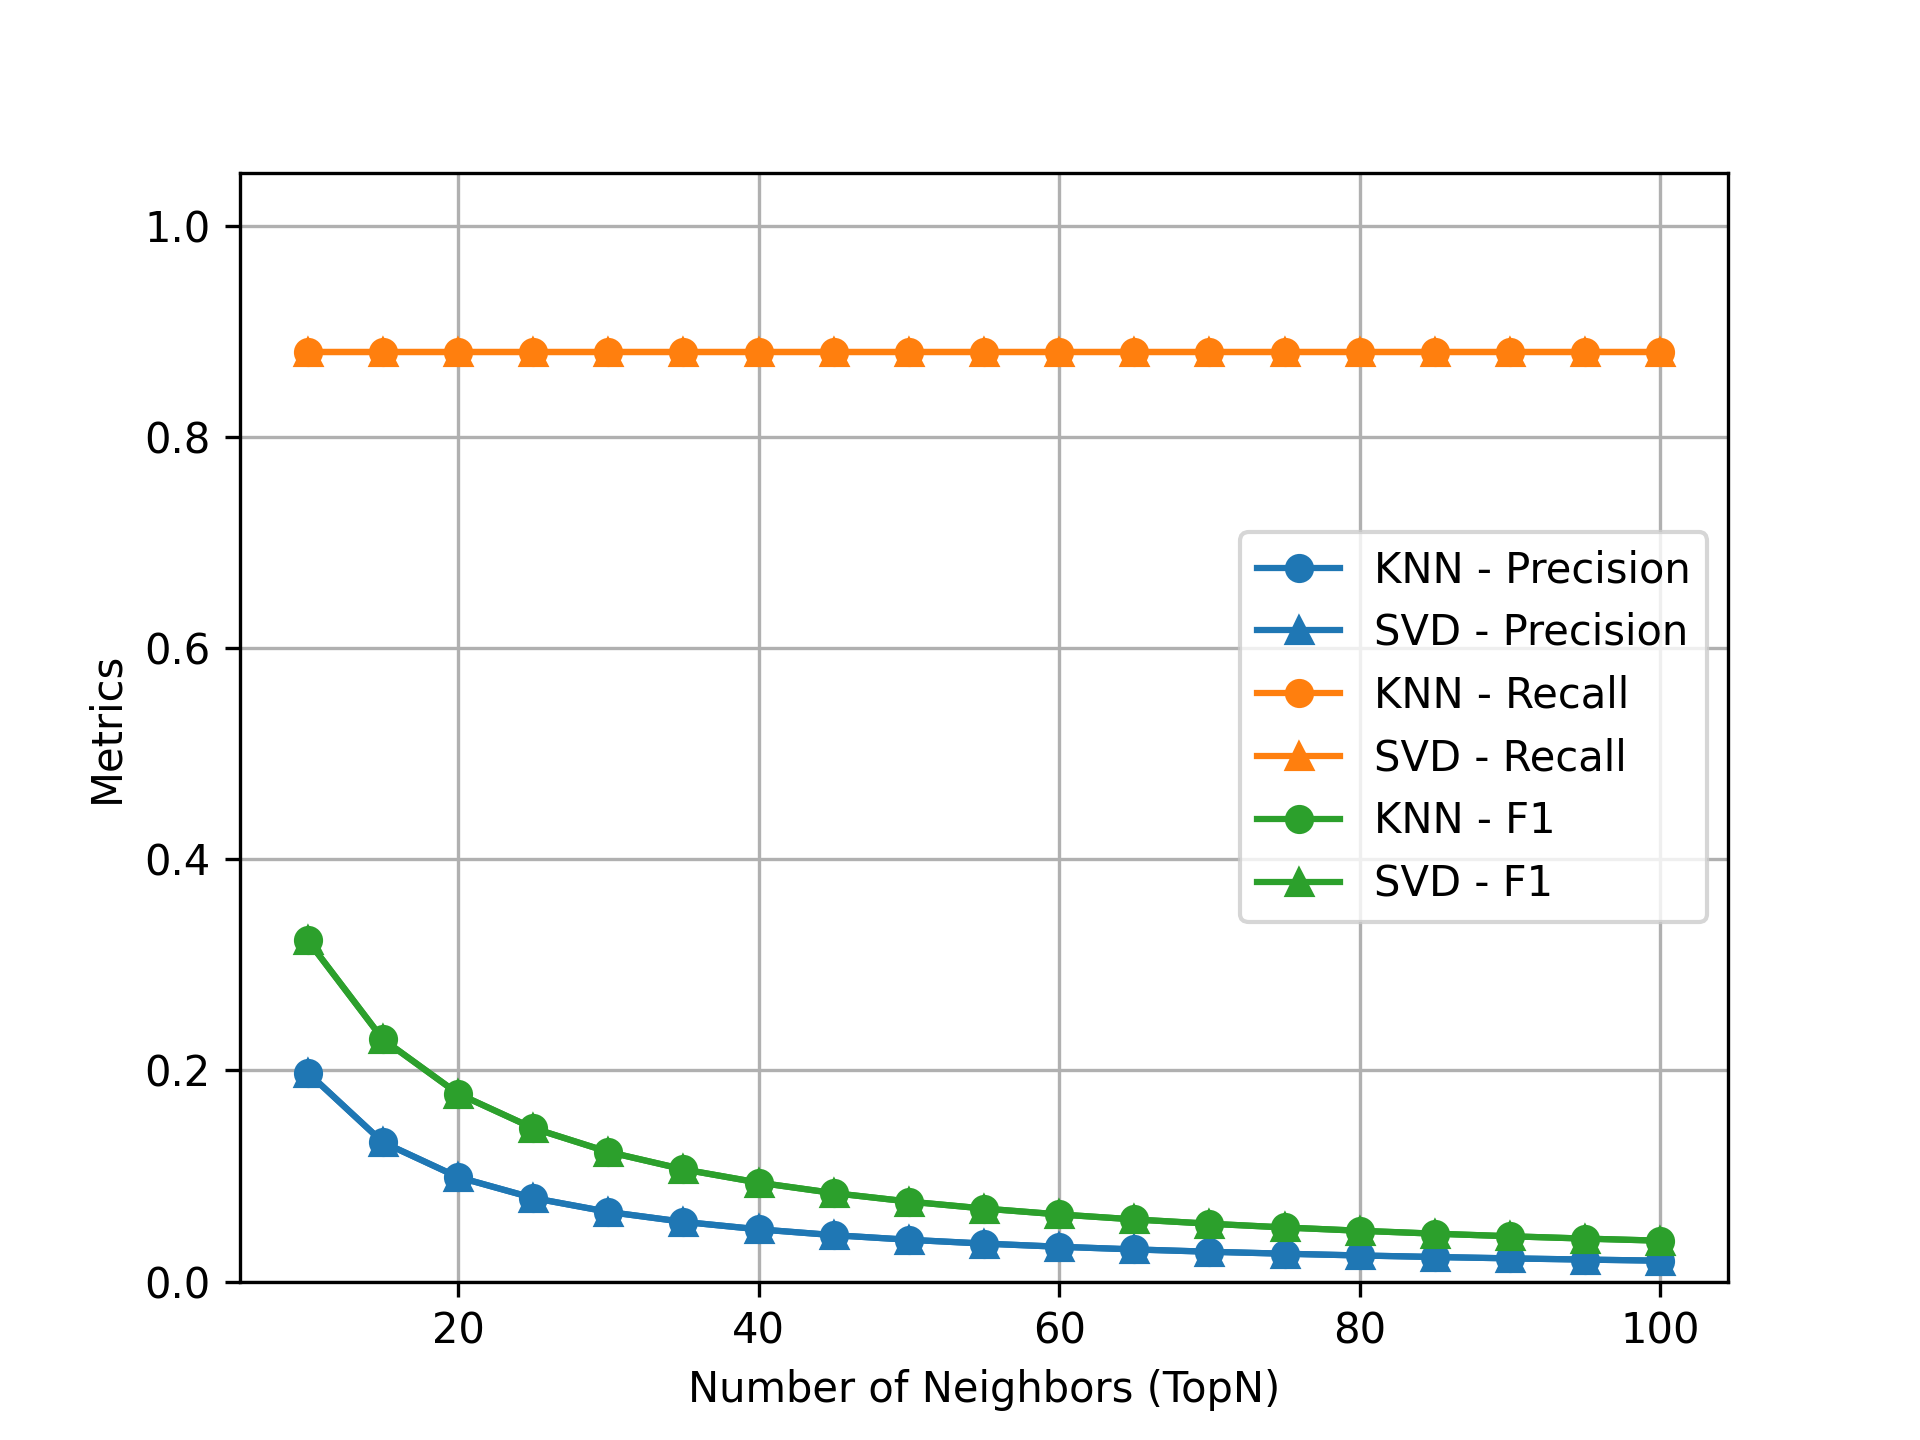 1.0
0.8
0.6
0.4
0.2
0.0
Metrics
KNN - Precision
SVD - Precision
KNN - Recall
SVD - Recall
KNN - F1
SVD - F1
20 40 60 80 100
Number of Neighbors (TopN)